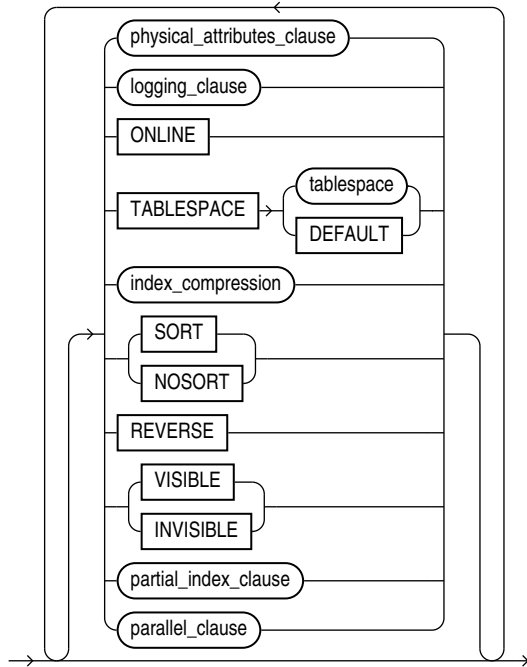 physical_attributes_clause
logging_clause
ONLINE
TABLESPACE
tablespace
DEFAULT
index_compression
SORT
NOSORT
REVERSE
VISIBLE
INVISIBLE
partial_index_clause
parallel_clause